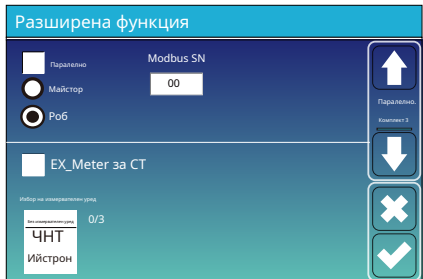 Разширена функция
Паралелно
Modbus SN
Майстор
00
Роб
Паралелно.
Комплект 3
EX_Meter за CT
Избор на измервателен уред
Без измервателен уред
0/3
ЧНТ
Ийстрон